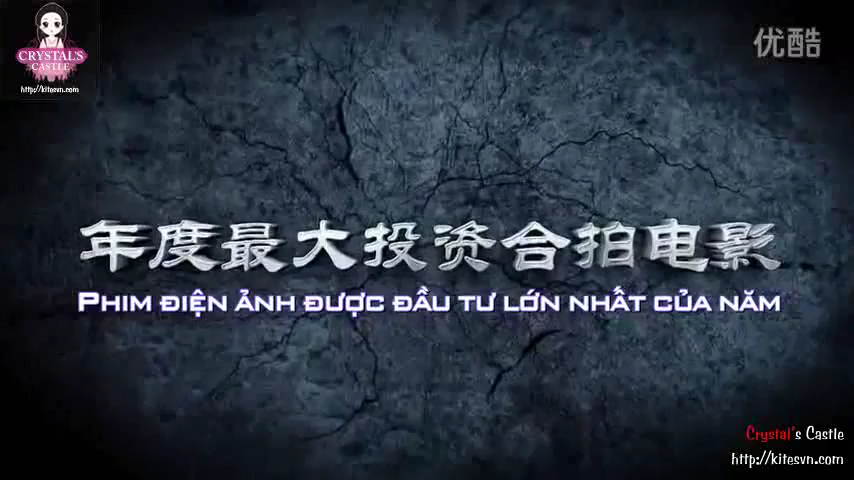 CRYSTAL'S
CASTLE
http://kitesvn.com
优酷
年度最大投资合拍电影
PHIM ĐIỆN ẢNH ĐƯỢC ĐẦU TƯ LỚN NHẤT CỦA NĂM
Crystal's Castle
http://kitesvn.com